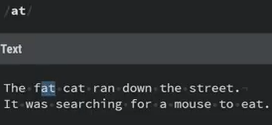 /at/
Text
The fat cat ran down the street.
It was searching for a mouse to eat.